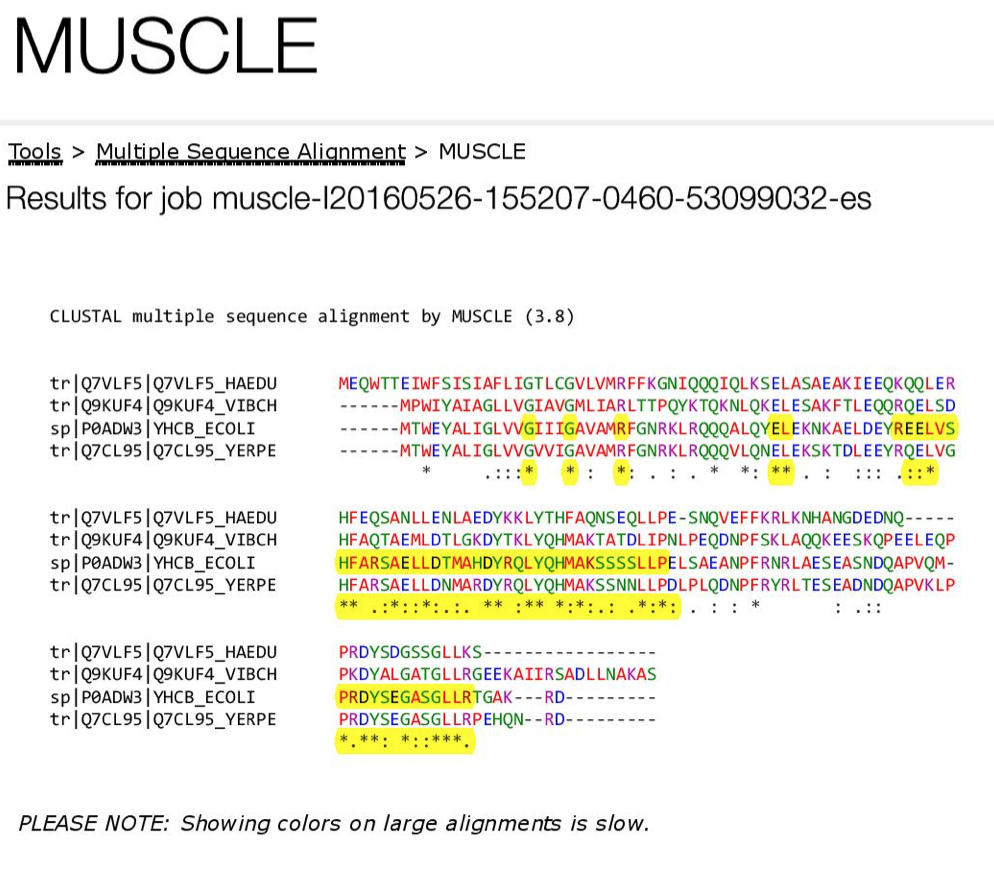 MUSCLE
Tools > Multiple Sequence Alignment > MUSCLE
Results for job muscle-I20160526-155207-0460-53099032-es
CLUSTAL multiple sequence alignment by MUSCLE (3.8)
tr|Q7VLF5|Q7VLF5_HAEDU MEQWTTEIWFSISIAFLIGTLCGVLVMRFFKGNIQQQIQLKSELASAEAKIEEQKQQLER
tr|Q9KUF4|Q9KUF4_VIBCH ------MPWIYAIAGLLVGIAVGMLIARLTTPQYKTQKNLQKELESAKFTLEQQRQELSD
sp|P0ADW3|YHCB_ECOLI ------MTWEYALIGLVVGIIIGAVAMRFGNRKLRQQQALQYELEKNKAELDEYREELVS
tr|Q7CL95|Q7CL95_YERPE ------MTWEYALIGLVVGVVIGAVAMRFGNRKLRQQQVLQNELEKSKTDLEEYRQELVG
* .:::* * : *: . : . * *: ** . : ::: .::*
tr|Q7VLF5|Q7VLF5_HAEDU HFEQSANLLENLAEDYKKLYTHFAQNSEQLLPE-SNQVEFFKRLKNHANGDEDNQ-----
tr|Q9KUF4|Q9KUF4_VIBCH HFAQTAEMLDTLGKDYTKLYQHMAKTATDLIPNLPEQDNPFSKLAQQKEESKQPEELEQP
sp|P0ADW3|YHCB_ECOLI HFARSAELLDTMAHDYRQLYQHMAKSSSSLLPELSAEANPFRNRLAESEASNDQAPVQM-
tr|Q7CL95|Q7CL95_YERPE HFARSAELLDNMARDYRQLYQHMAKSSNNLLPDLPLQDNPFRYRLTESEADNDQAPVKLP
** .:*::*:.:. ** :** *:*:.: .*:*: . : : * : .::
tr|Q7VLF5|Q7VLF5_HAEDU PRDYSDGSSGLLKS-----------------
tr|Q9KUF4|Q9KUF4_VIBCH PKDYALGATGLLRGEEKAIIRSADLLNAKAS
sp|P0ADW3|YHCB_ECOLI PRDYSEGASGLLRTGAK---RD---------
tr|Q7CL95|Q7CL95_YERPE PRDYSEGASGLLRPEHQN--RD---------
*.**: *::***.
PLEASE NOTE: Showing colors on large alignments is slow.